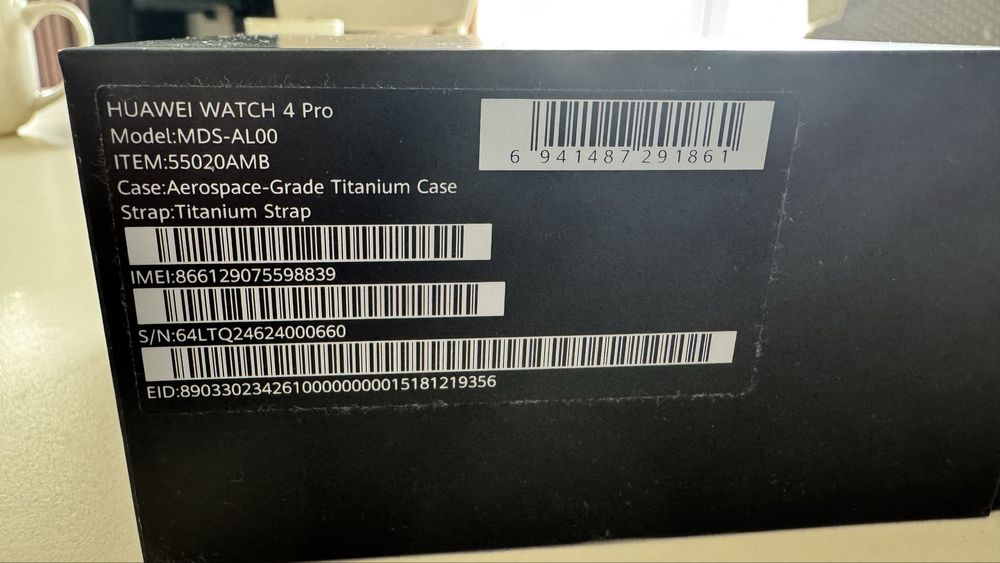 HUAWEI WATCH 4 Pro
Model:MDS-AL00
ITEM:55020AMB
Case:Aerospace-Grade Titanium Case
Strap:Titanium Strap
6 941487 291861
IMEI:866129075598839
S/N:64LTQ24624000660
EID:89033023426100000000015181219356